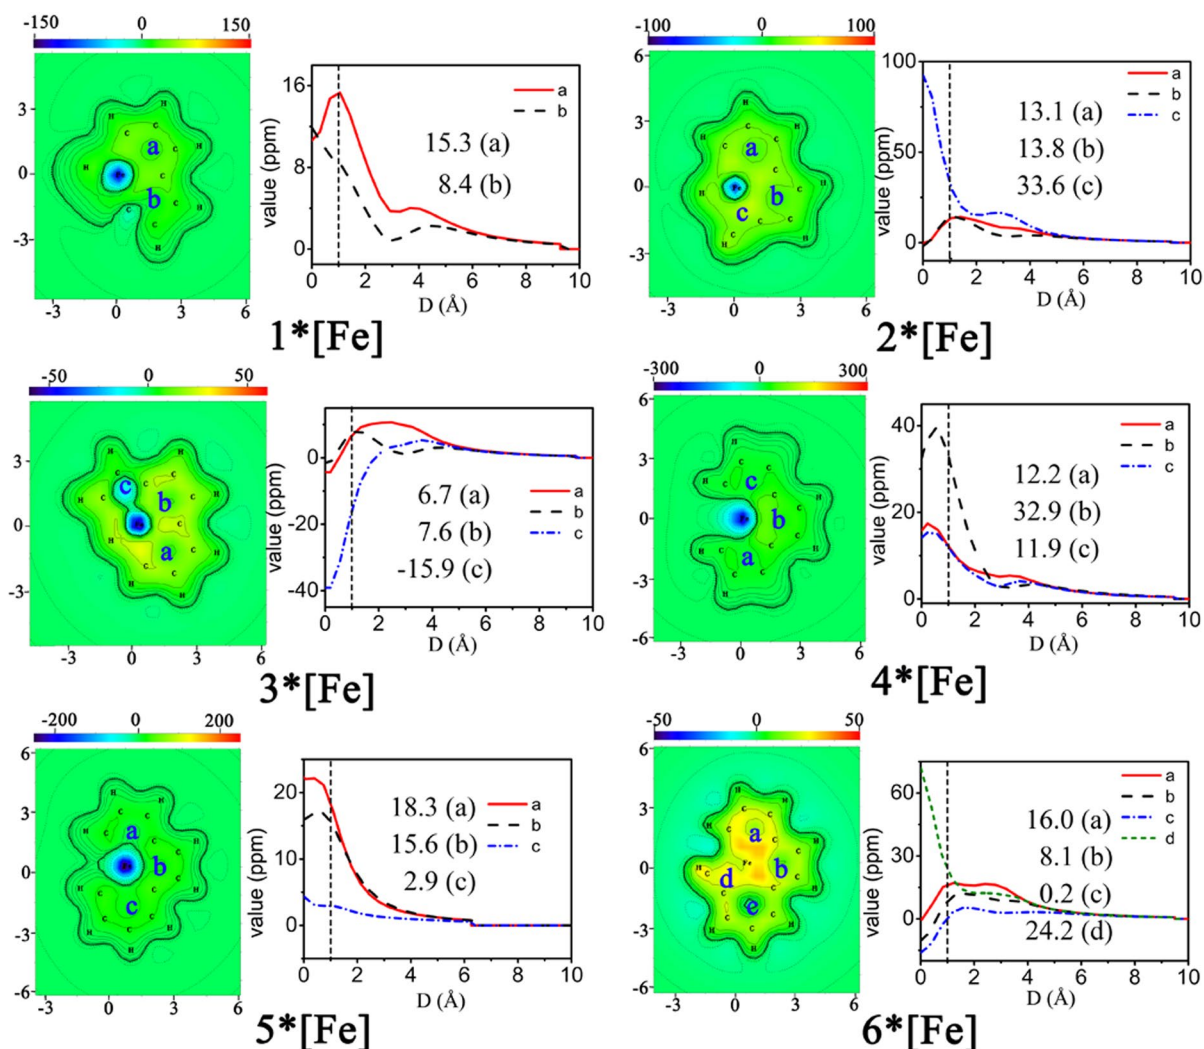 -150 0 150
3
0
-3
-3 0 3 6
H
C
C
a
C
H
H
C
b
C
H
C
C
H
H
value (ppm)
16
8
0
0 2 4 6 8 10
D (Å)
a
b
15.3 (a)
8.4 (b)
1*[Fe]
-100 0 100
6
3
0
-3
-3 0 3 6
a
b
c
Fe
value (ppm)
100
50
0
0 2 4 6 8 10
D (Å)
a
b
c
13.1 (a)
13.8 (b)
33.6 (c)
2*[Fe]
-50 0 50
3
0
-3
-3 0 3 6
c
b
a
value (ppm)
0
-20
-40
0 2 4 6 8 10
D (Å)
a
b
c
6.7 (a)
7.6 (b)
-15.9 (c)
3*[Fe]
-300 0 300
6
3
0
-3
-6
-3 0 3 6
c
b
a
value (ppm)
40
20
0
0 2 4 6 8 10
D (Å)
a
b
c
12.2 (a)
32.9 (b)
11.9 (c)
4*[Fe]
-200 0 200
6
3
0
-3
-6
-3 0 3 6
a
b
c
value (ppm)
20
10
0
0 2 4 6 8 10
D (Å)
a
b
c
18.3 (a)
15.6 (b)
2.9 (c)
5*[Fe]
-50 0 50
6
3
0
-3
-6
-3 0 3 6
a
Fe
b
d
c
value (ppm)
60
30
0
0 2 4 6 8 10
D (Å)
a
b
c
d
16.0 (a)
8.1 (b)
0.2 (c)
24.2 (d)
6*[Fe]